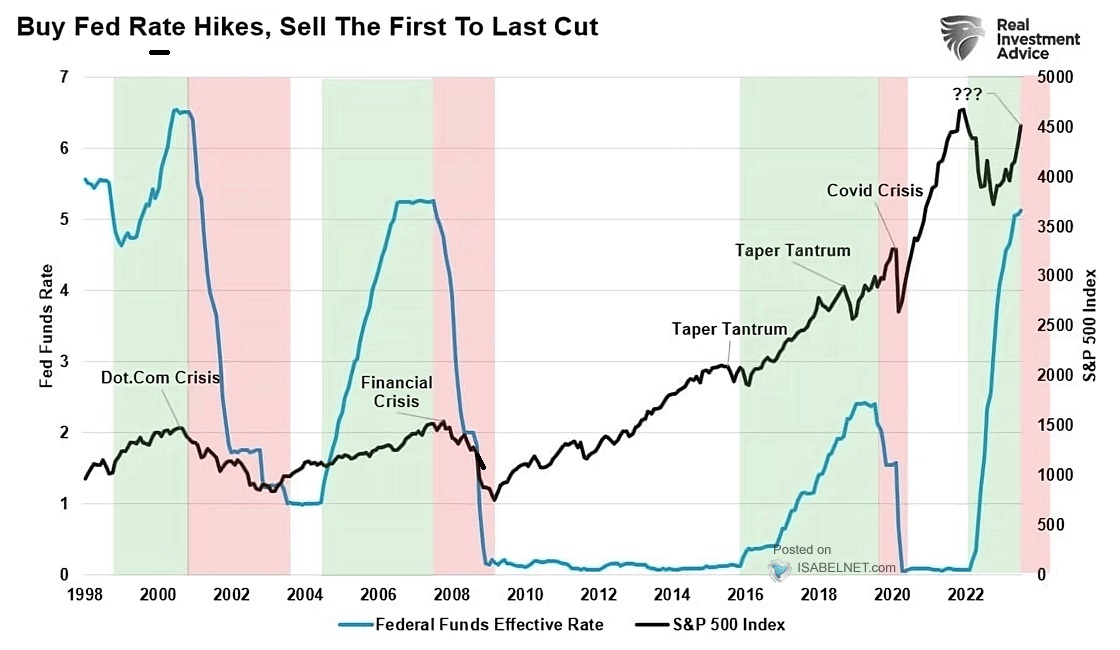 Buy Fed Rate Hikes, Sell The First To Last Cut
Real
Investment
Advice
7
6
5
4
3
2
1
0
Fed Funds Rate
5000
4500
4000
3500
3000
2500
2000
1500
1000
500
0
S&P 500 Index
???
Covid Crisis
Taper Tantrum
Taper Tantrum
Dot.Com Crisis
Financial
Crisis
Posted on
ISABELNET.com
1998
2000
2002
2004
2006
2008
2010
2012
2014
2016
2018
2020
2022
Federal Funds Effective Rate
S&P 500 Index